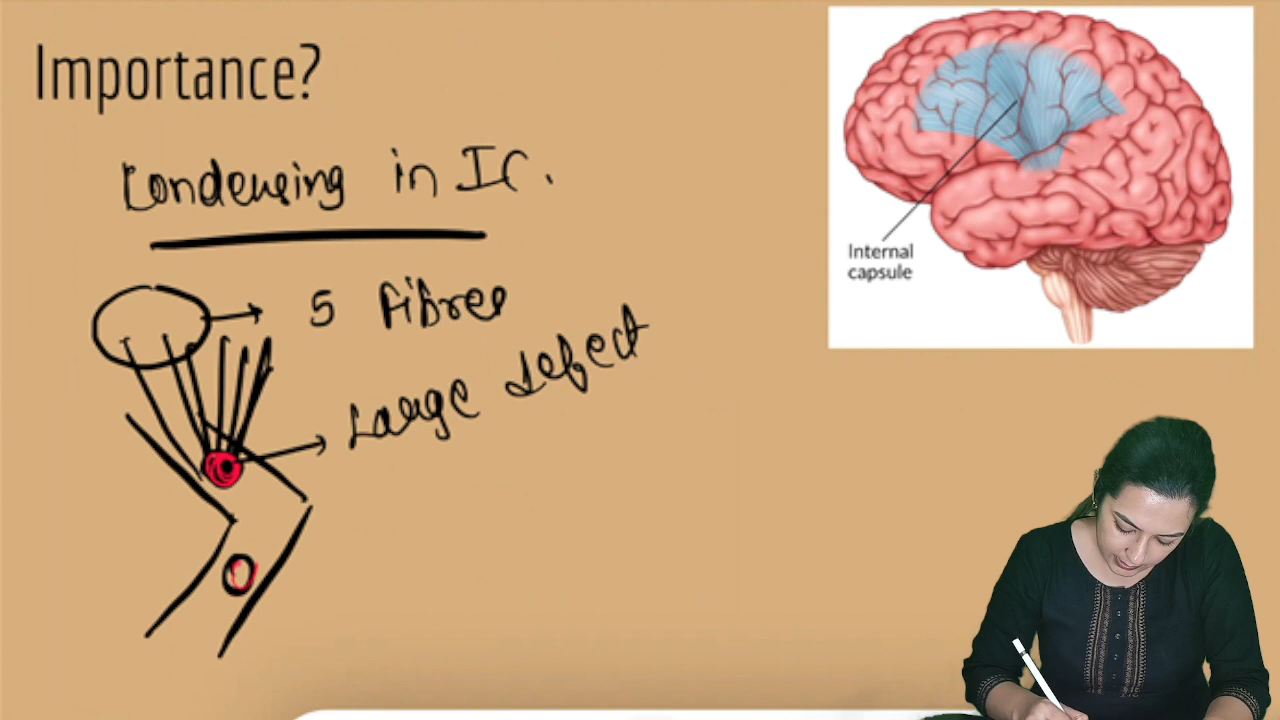 Importance?
Condensing in IC.
5 fibres
Large defect
Internal
capsule